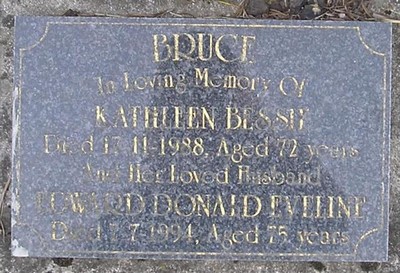 BRUCE
In Loving Memory Of
KATHLEEN BESSIE
Died 17.11.1988, Aged 72 years
And Her Loved Husband
EDWARD DONALD EVELINE
Died 7.7.1994, Aged 75 years